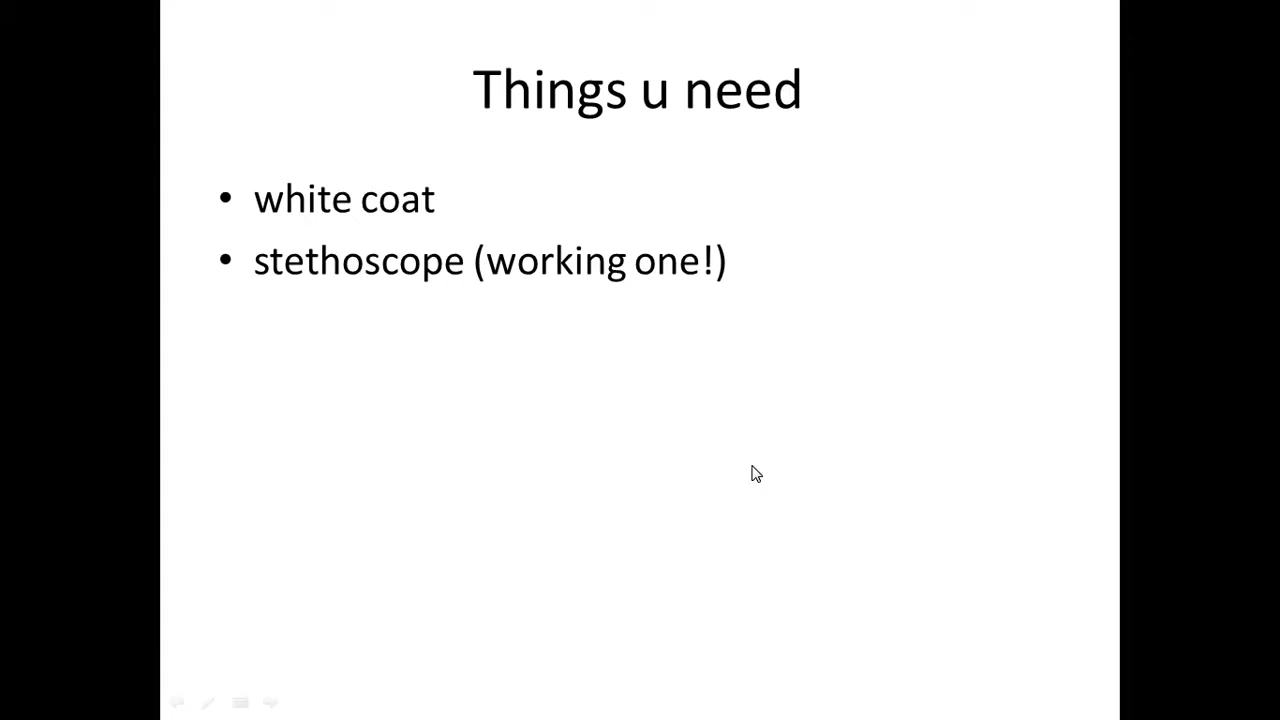 Things u need
• white coat
• stethoscope (working one!)